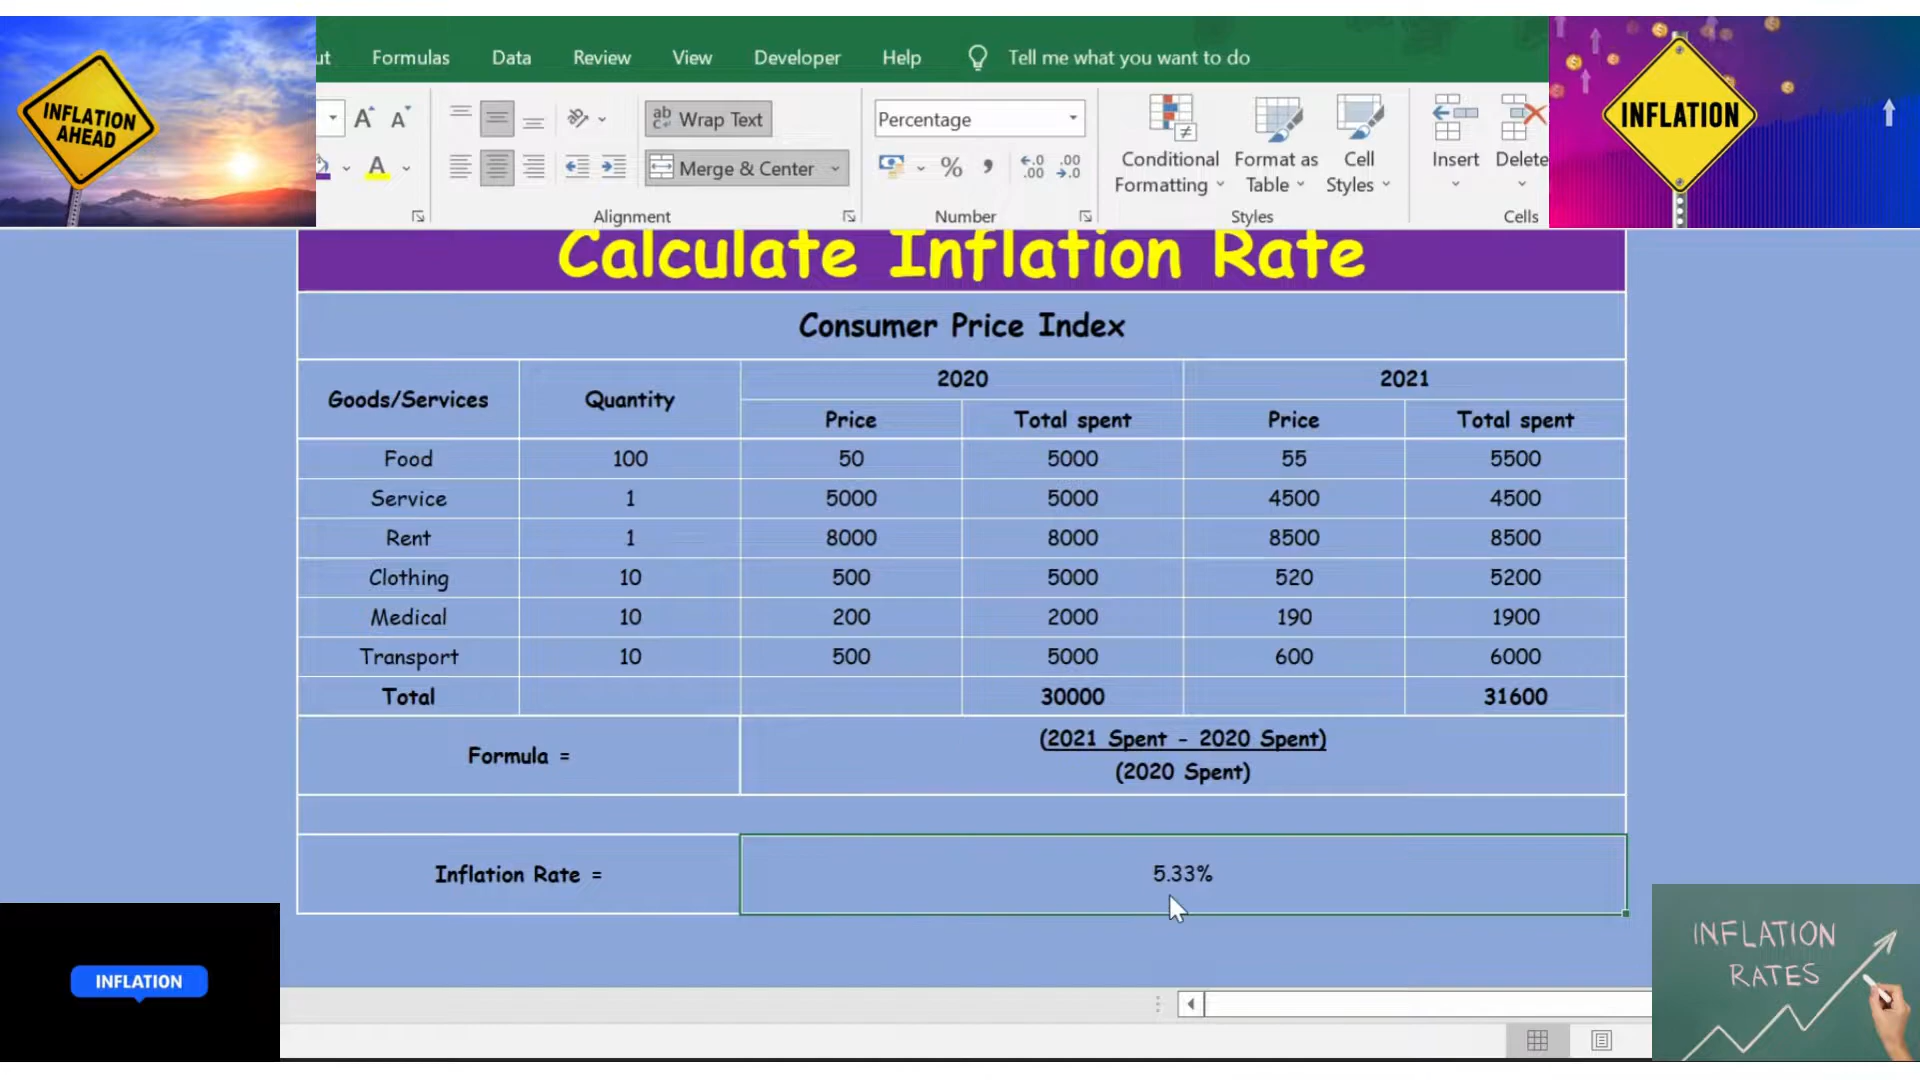 INFLATION
AHEAD
Formulas Data Review View Developer Help Tell me what you want to do
INFLATION
A A ab Wrap Text Percentage
A Merge & Center % , .00 .00
Conditional Formatting Format as Table Cell Styles Insert Delete
Alignment Number Styles Cells
Calculate Inflation Rate
Consumer Price Index
Goods/Services Quantity 2020 2021
Price Total spent Price Total spent
Food 100 50 5000 55 5500
Service 1 5000 5000 4500 4500
Rent 1 8000 8000 8500 8500
Clothing 10 500 5000 520 5200
Medical 10 200 2000 190 1900
Transport 10 500 5000 600 6000
Total 30000 31600
Formula = (2021 Spent - 2020 Spent)
(2020 Spent)
Inflation Rate = 5.33%
INFLATION
INFLATION
RATES